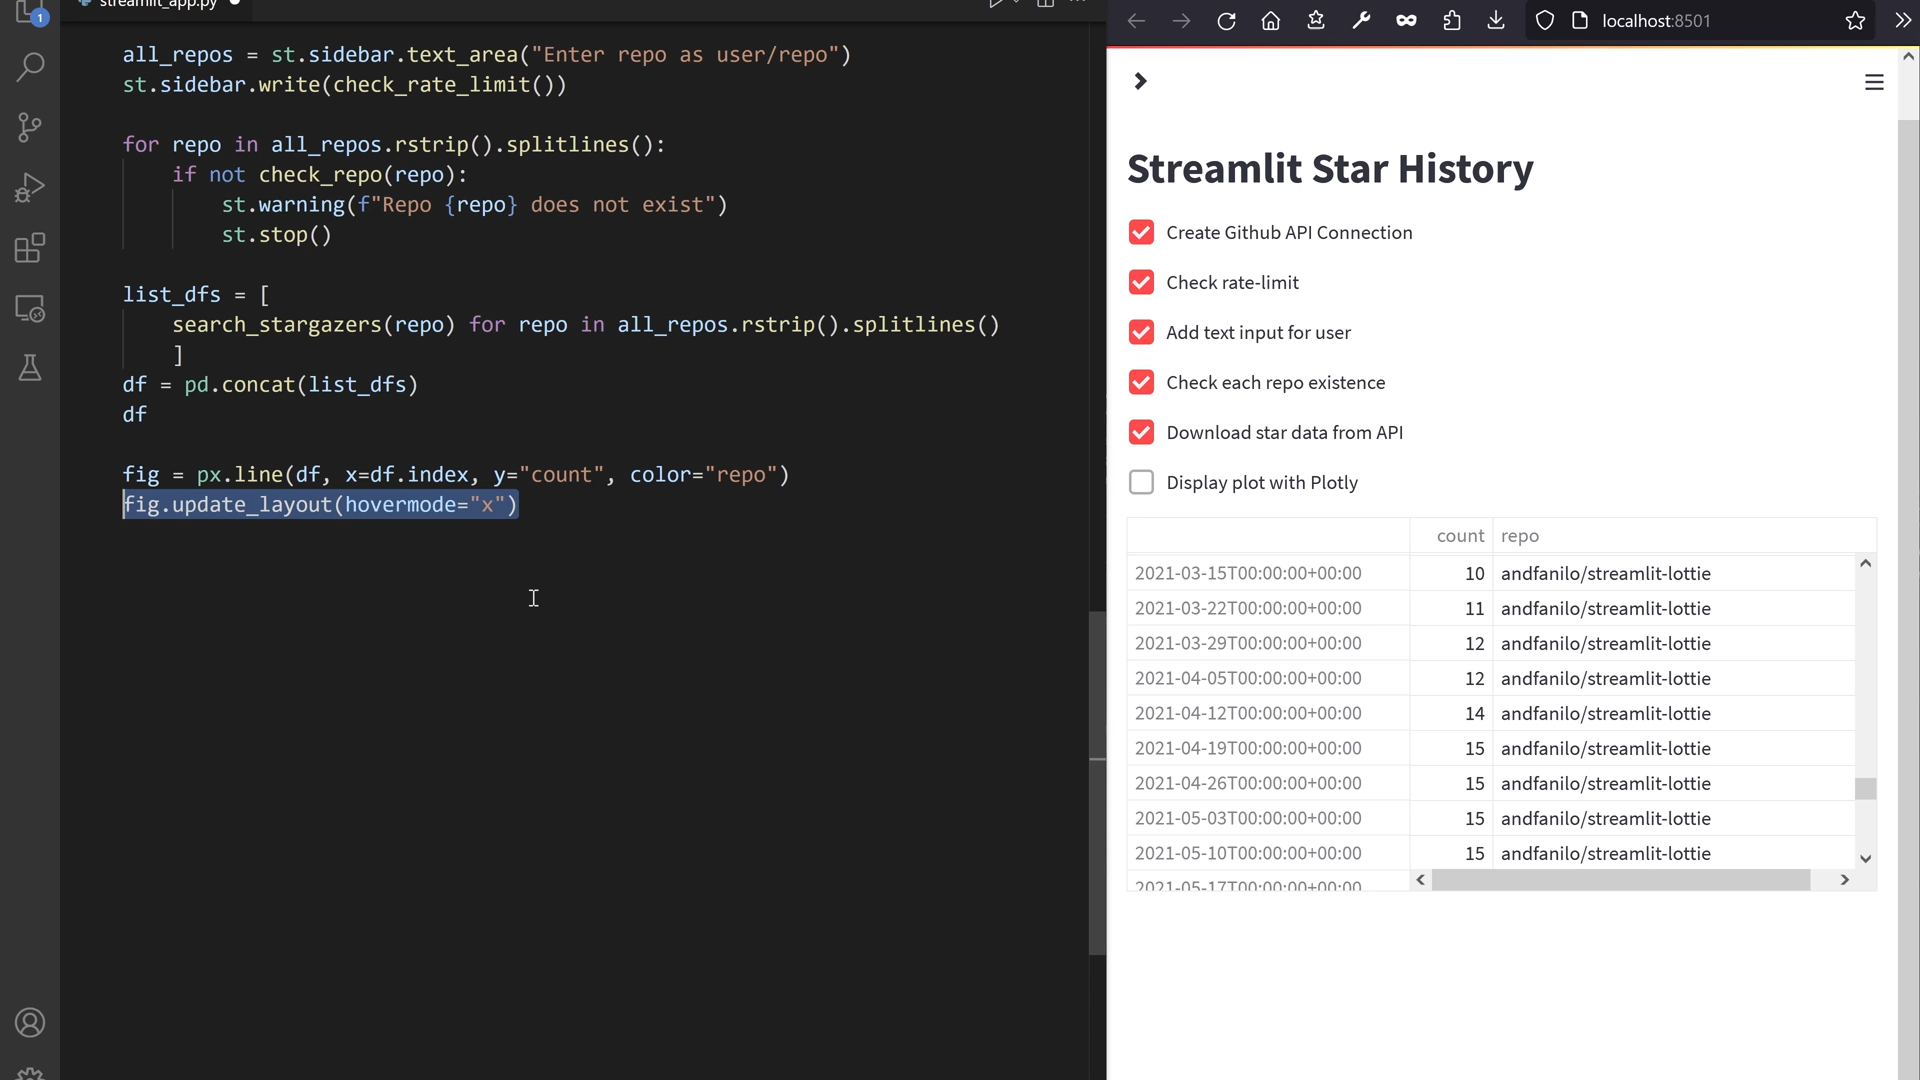 1
streamlit_app.py
all_repos = st.sidebar.text_area("Enter repo as user/repo")
st.sidebar.write(check_rate_limit())
for repo in all_repos.rstrip().splitlines():
if not check_repo(repo):
st.warning(f"Repo {repo} does not exist")
st.stop()
list_dfs = [
search_stargazers(repo) for repo in all_repos.rstrip().splitlines()
]
df = pd.concat(list_dfs)
df
fig = px.line(df, x=df.index, y="count", color="repo")
fig.update_layout(hovermode="x")
localhost:8501
Streamlit Star History
Create Github API Connection
Check rate-limit
Add text input for user
Check each repo existence
Download star data from API
Display plot with Plotly
count repo
2021-03-15T00:00:00+00:00 10 andfanilo/streamlit-lottie
2021-03-22T00:00:00+00:00 11 andfanilo/streamlit-lottie
2021-03-29T00:00:00+00:00 12 andfanilo/streamlit-lottie
2021-04-05T00:00:00+00:00 12 andfanilo/streamlit-lottie
2021-04-12T00:00:00+00:00 14 andfanilo/streamlit-lottie
2021-04-19T00:00:00+00:00 15 andfanilo/streamlit-lottie
2021-04-26T00:00:00+00:00 15 andfanilo/streamlit-lottie
2021-05-03T00:00:00+00:00 15 andfanilo/streamlit-lottie
2021-05-10T00:00:00+00:00 15 andfanilo/streamlit-lottie
2021-05-17T00:00:00+00:00